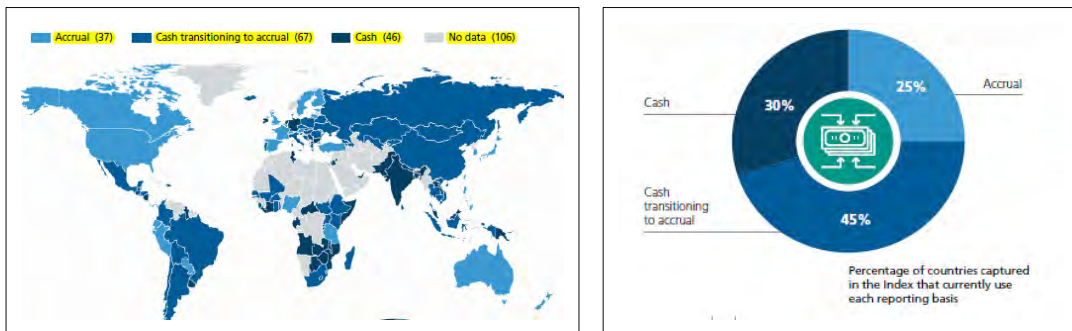 Accrual (37) Cash transitioning to accrual (67) Cash (46) No data (106)
25%
Accrual
Cash
30%
Cash
transitioning
to accrual
45%
Percentage of countries captured
in the Index that currently use
each reporting basis